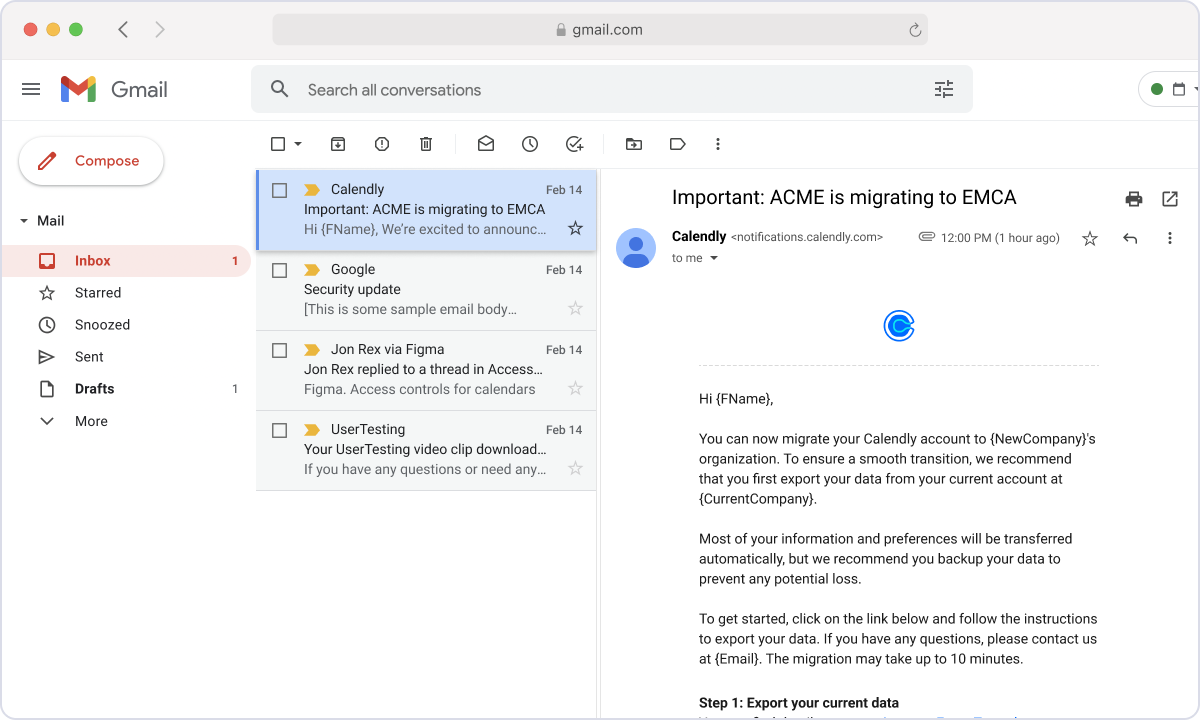 gmail.com
Gmail
Search all conversations
Compose
Mail
Inbox 1
Starred
Snoozed
Sent
Drafts 1
More
Calendly Feb 14
Important: ACME is migrating to EMCA
Hi {FName}, We’re excited to announc...
Google Feb 14
Security update
[This is some sample email body...
Jon Rex via Figma Feb 14
Jon Rex replied to a thread in Access...
Figma. Access controls for calendars
UserTesting Feb 14
Your UserTesting video clip download...
If you have any questions or need any...
Important: ACME is migrating to EMCA
Calendly <notifications.calendly.com> 12:00 PM (1 hour ago)
to me
Hi {FName},
You can now migrate your Calendly account to {NewCompany}'s
organization. To ensure a smooth transition, we recommend
that you first export your data from your current account at
{CurrentCompany}.
Most of your information and preferences will be transferred
automatically, but we recommend you backup your data to
prevent any potential loss.
To get started, click on the link below and follow the instructions
to export your data. If you have any questions, please contact us
at {Email}. The migration may take up to 10 minutes.
Step 1: Export your current data